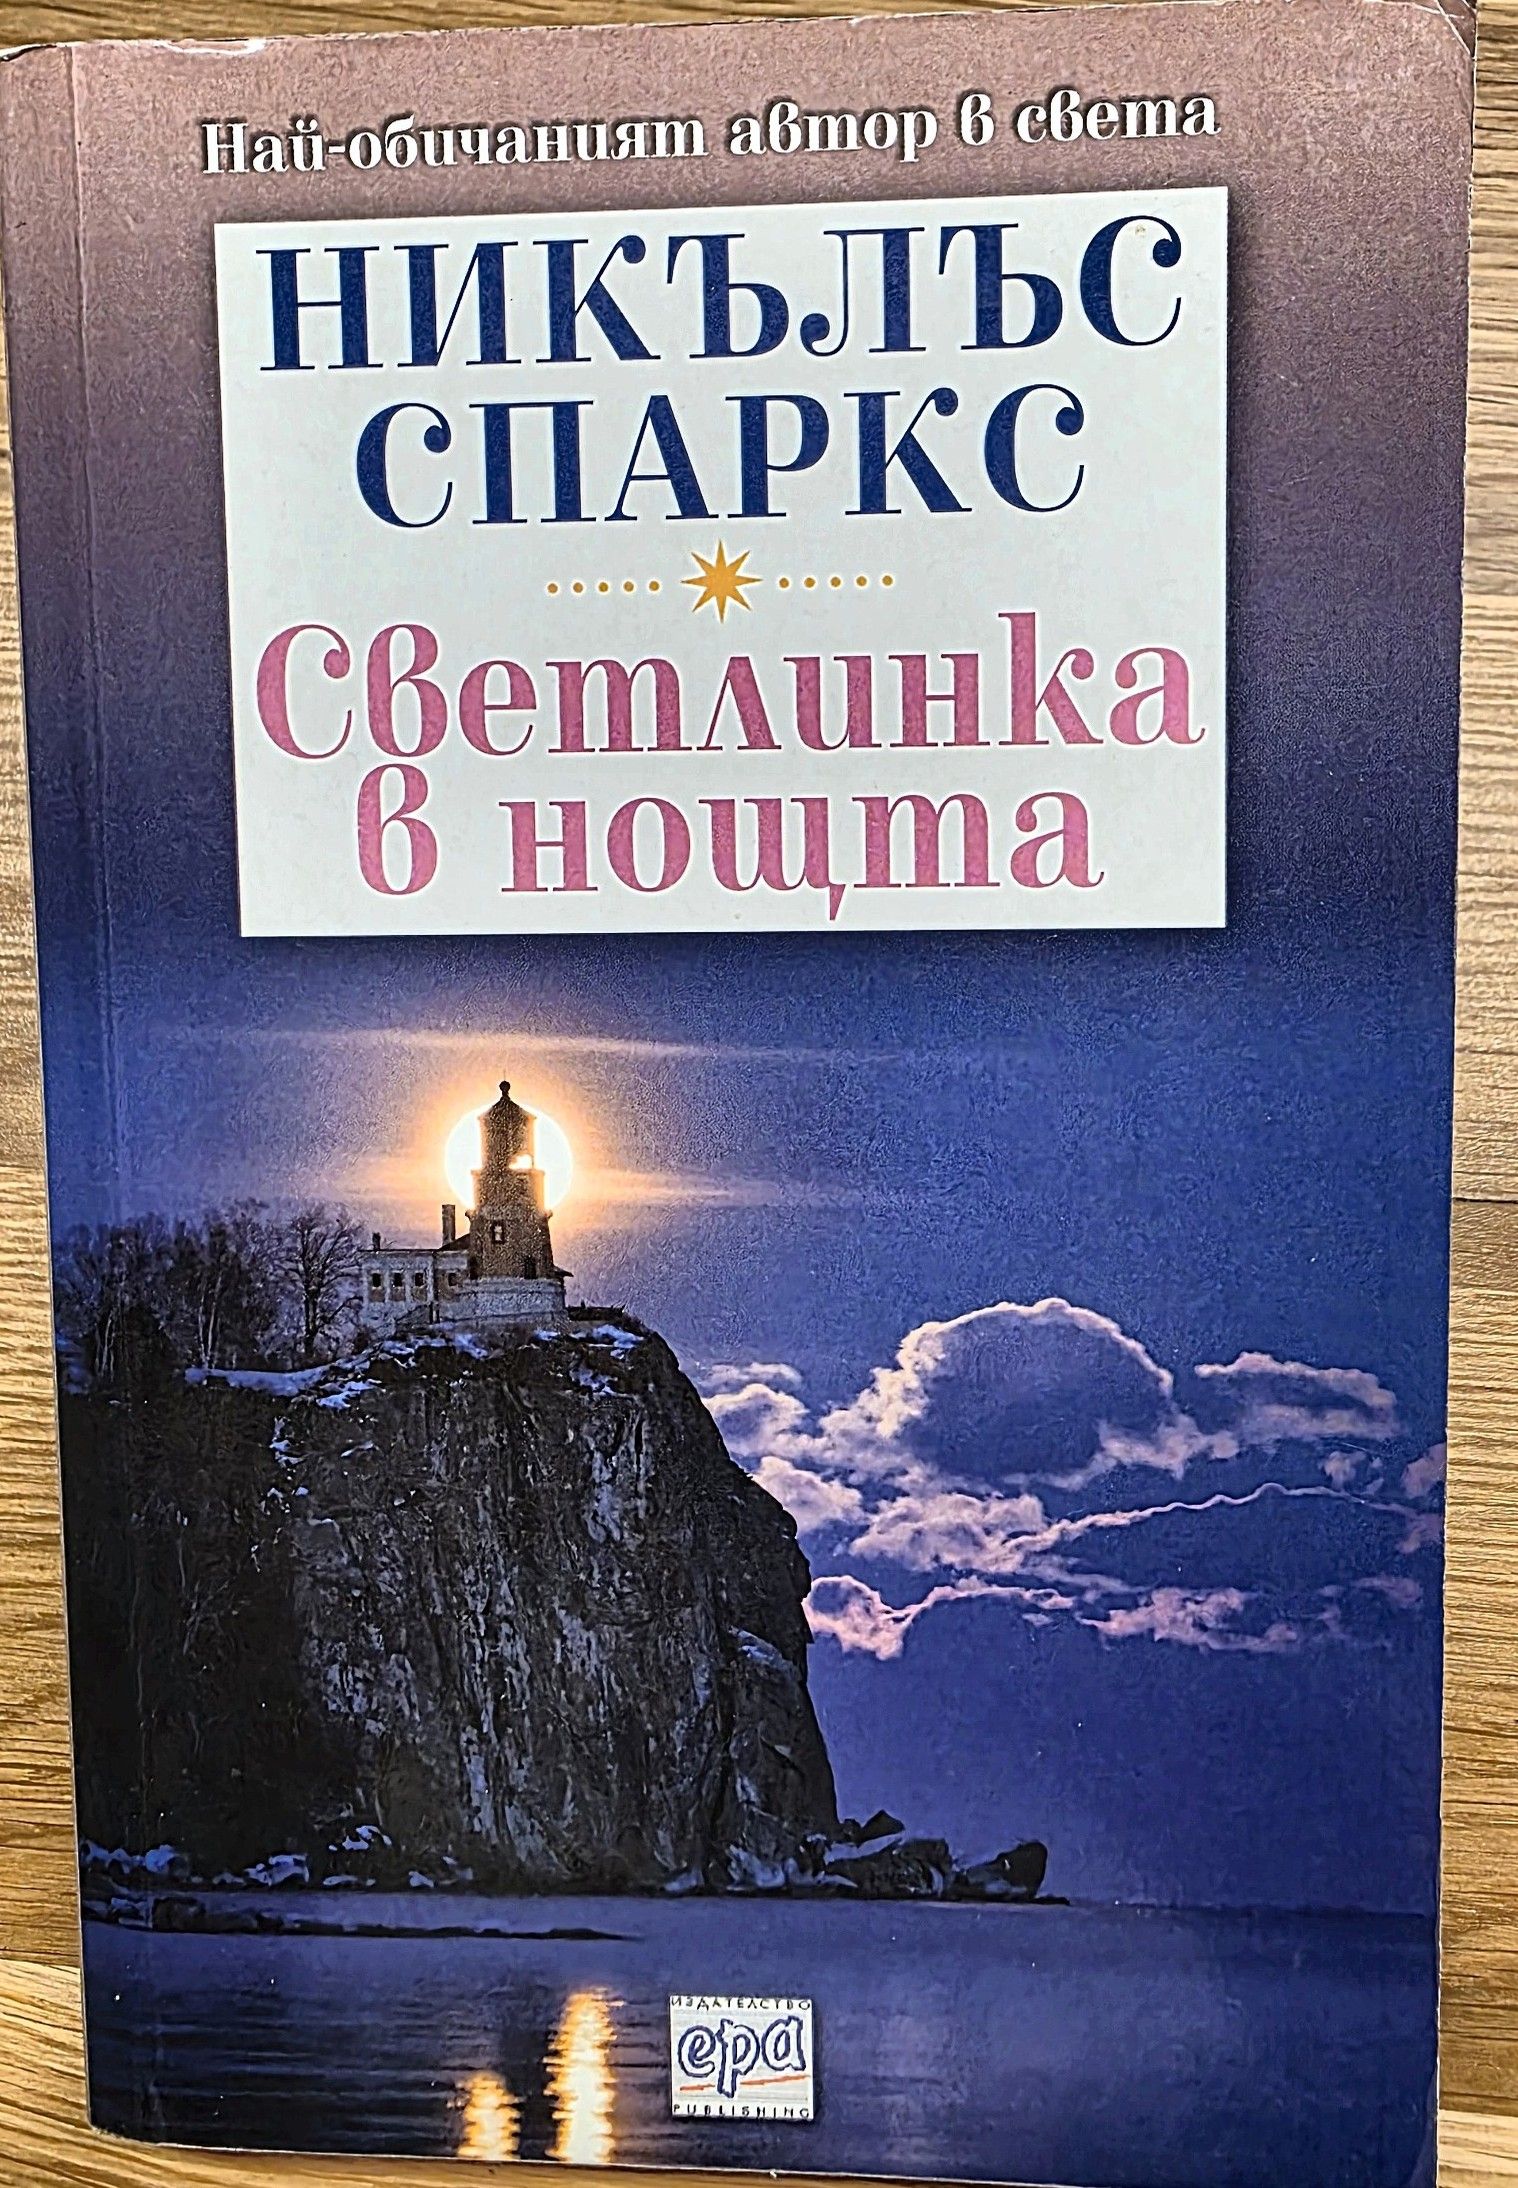 Най-обичаният автор в света
НИКЪЛЪС
СПАРКС
Светлинка
в нощта
ИЗДАТЕЛСТВО
ера
PUBLISHING